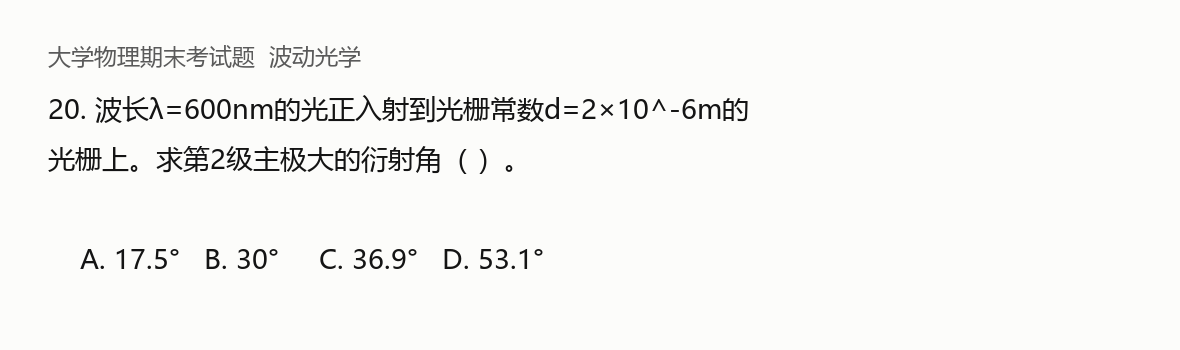 大学物理期末考试题 波动光学
20. 波长λ=600nm的光正入射到光栅常数d=2×10^-6m的
光栅上。求第2级主极大的衍射角（ ）。
A. 17.5° B. 30° C. 36.9° D. 53.1°